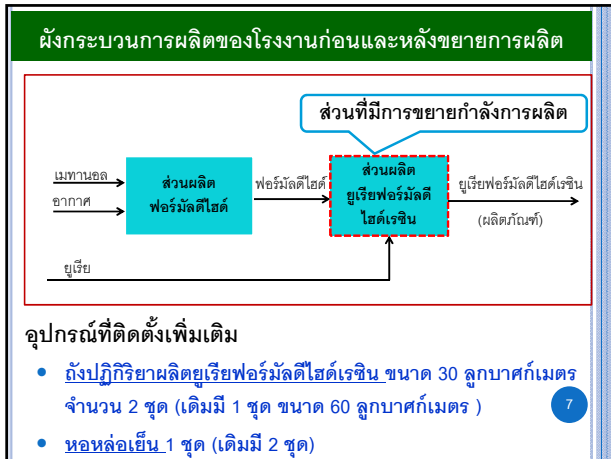 ผังกระบวนการผลิตของโรงงานก่อนและหลังขยายการผลิต
ส่วนที่มีการขยายกำลังการผลิต
เมทานอล
อากาศ
ส่วนผลิต
ฟอร์มัลดีไฮด์
ฟอร์มัลดีไฮด์
ส่วนผลิต
ยูเรียฟอร์มัลดี
ไฮด์เรซิน
ยูเรียฟอร์มัลดีไฮด์เรซิน
(ผลิตภัณฑ์)
ยูเรีย
อุปกรณ์ที่ติดตั้งเพิ่มเติม
• ถังปฏิกิริยาผลิตยูเรียฟอร์มัลดีไฮด์เรซิน ขนาด 30 ลูกบาศก์เมตร
จำนวน 2 ชุด (เดิมมี 1 ชุด ขนาด 60 ลูกบาศก์เมตร )
7
• หอหล่อเย็น 1 ชุด (เดิมมี 2 ชุด)